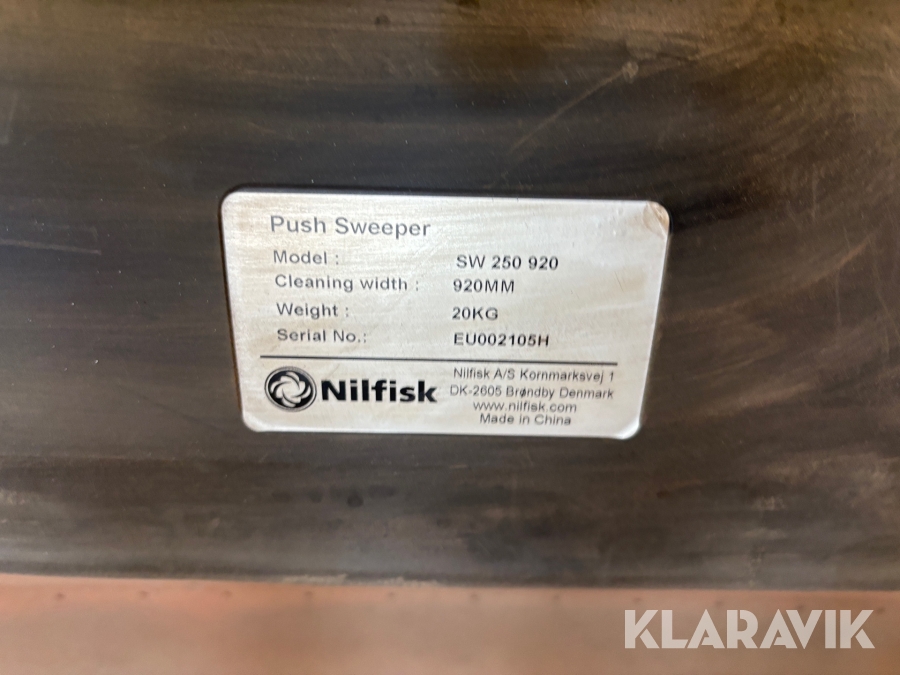 Push Sweeper
Model : SW 250 920
Cleaning width : 920MM
Weight : 20KG
Serial No.: EU002105H
Nilfisk
Nilfisk A/S Kornmarksvej 1
DK-2605 Brøndby Denmark
www.nilfisk.com
Made in China
KLARAVIK